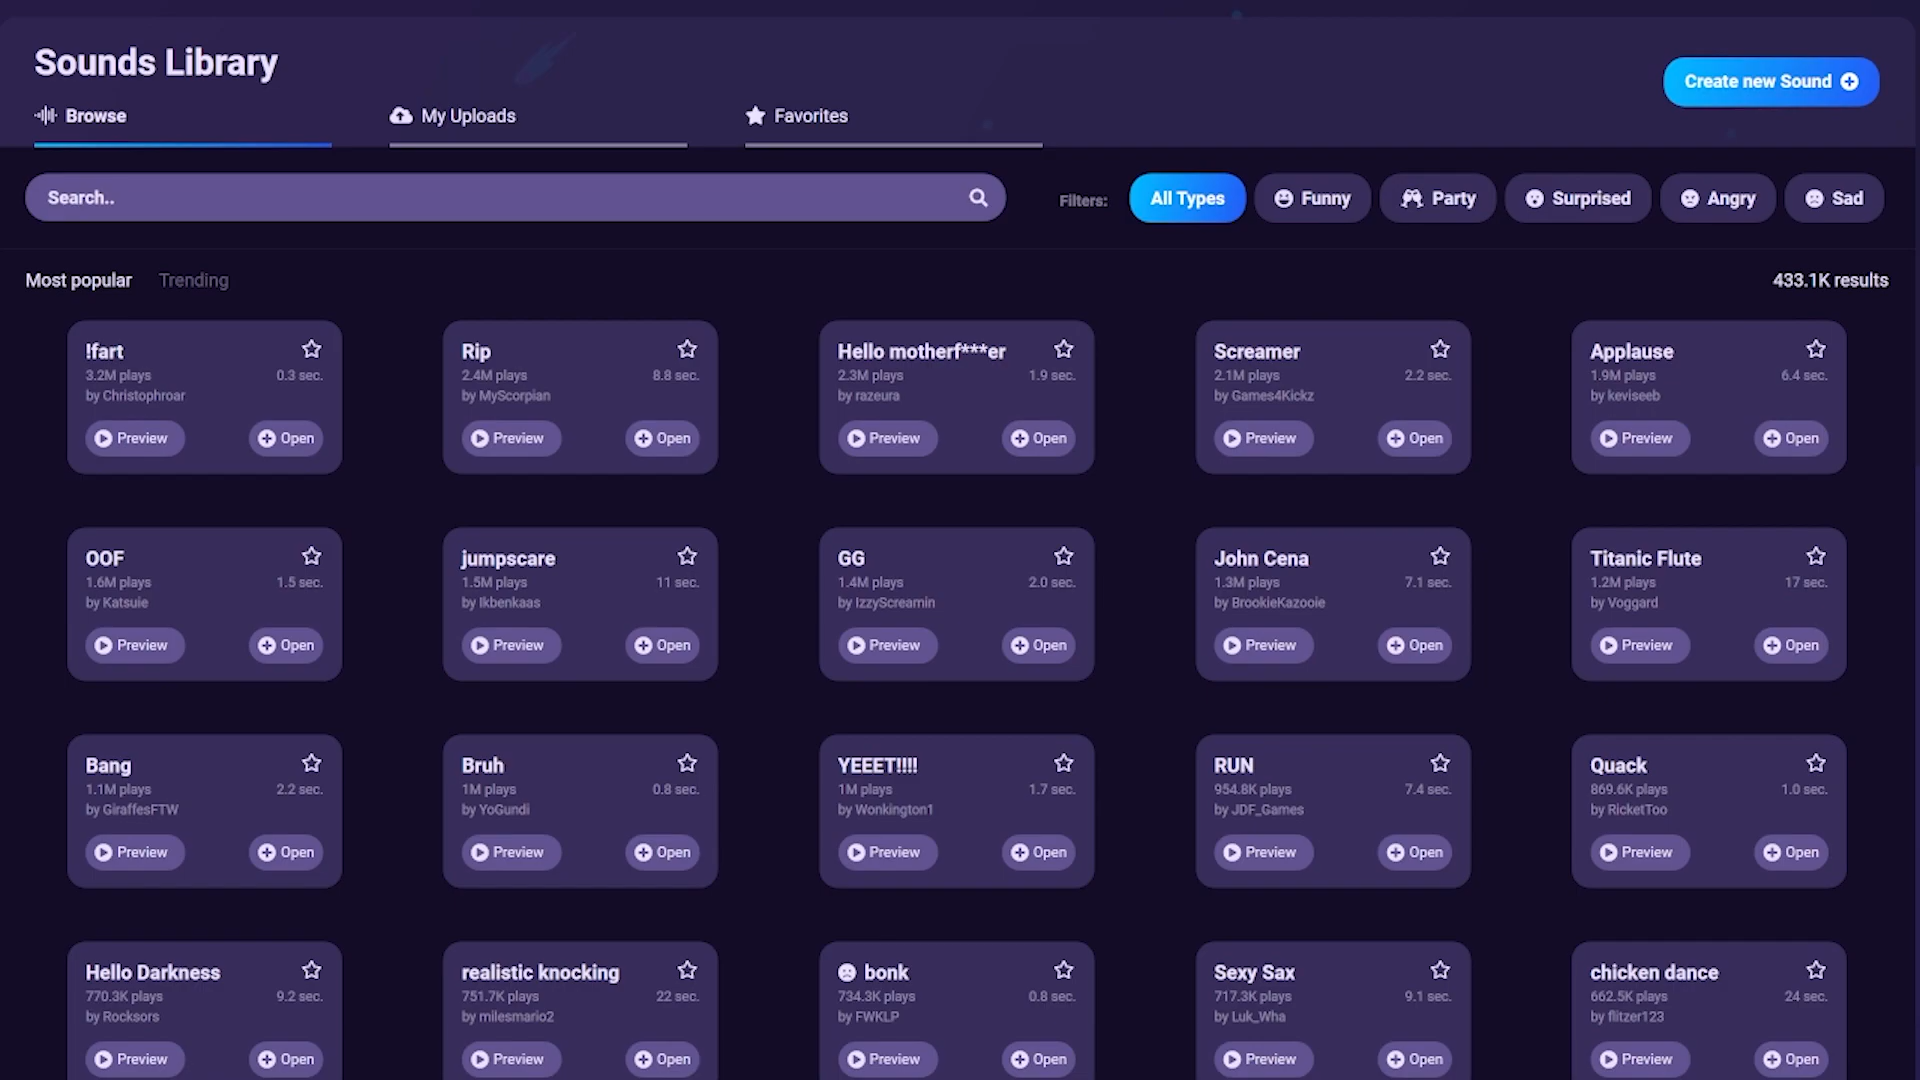 Sounds Library
Create new Sound
Browse My Uploads Favorites
Search.. Filters: All Types Funny Party Surprised Angry Sad
Most popular Trending 433.1K results
!fart Rip Hello motherf***er Screamer Applause
3.2M plays 0.3 sec. 2.4M plays 8.8 sec. 2.3M plays 1.9 sec. 2.1M plays 2.2 sec. 1.9M plays 6.4 sec.
by Christophroar by MyScorpian by razeura by Games4Kickz by keviseeb
Preview Open Preview Open Preview Open Preview Open Preview Open
OOF jumpscare GG John Cena Titanic Flute
1.6M plays 1.5 sec. 1.5M plays 11 sec. 1.4M plays 2.0 sec. 1.3M plays 7.1 sec. 1.2M plays 17 sec.
by Katsuie by Ikbenkaas by IzzyScreamin by BrookieKazooie by Voggard
Preview Open Preview Open Preview Open Preview Open Preview Open
Bang Bruh YEEET!!!! RUN Quack
1.1M plays 2.2 sec. 1M plays 0.8 sec. 1M plays 1.7 sec. 954.8K plays 7.4 sec. 869.6K plays 1.0 sec.
by GiraffesFTW by YoGundi by Wonkington1 by JDF_Games by RicketToo
Preview Open Preview Open Preview Open Preview Open Preview Open
Hello Darkness realistic knocking bonk Sexy Sax chicken dance
770.3K plays 9.2 sec. 751.7K plays 22 sec. 734.3K plays 0.8 sec. 717.3K plays 9.1 sec. 662.5K plays 24 sec.
by Rocksors by milesmario2 by FWKLP by Luk_Wha by flitzer123
Preview Open Preview Open Preview Open Preview Open Preview Open